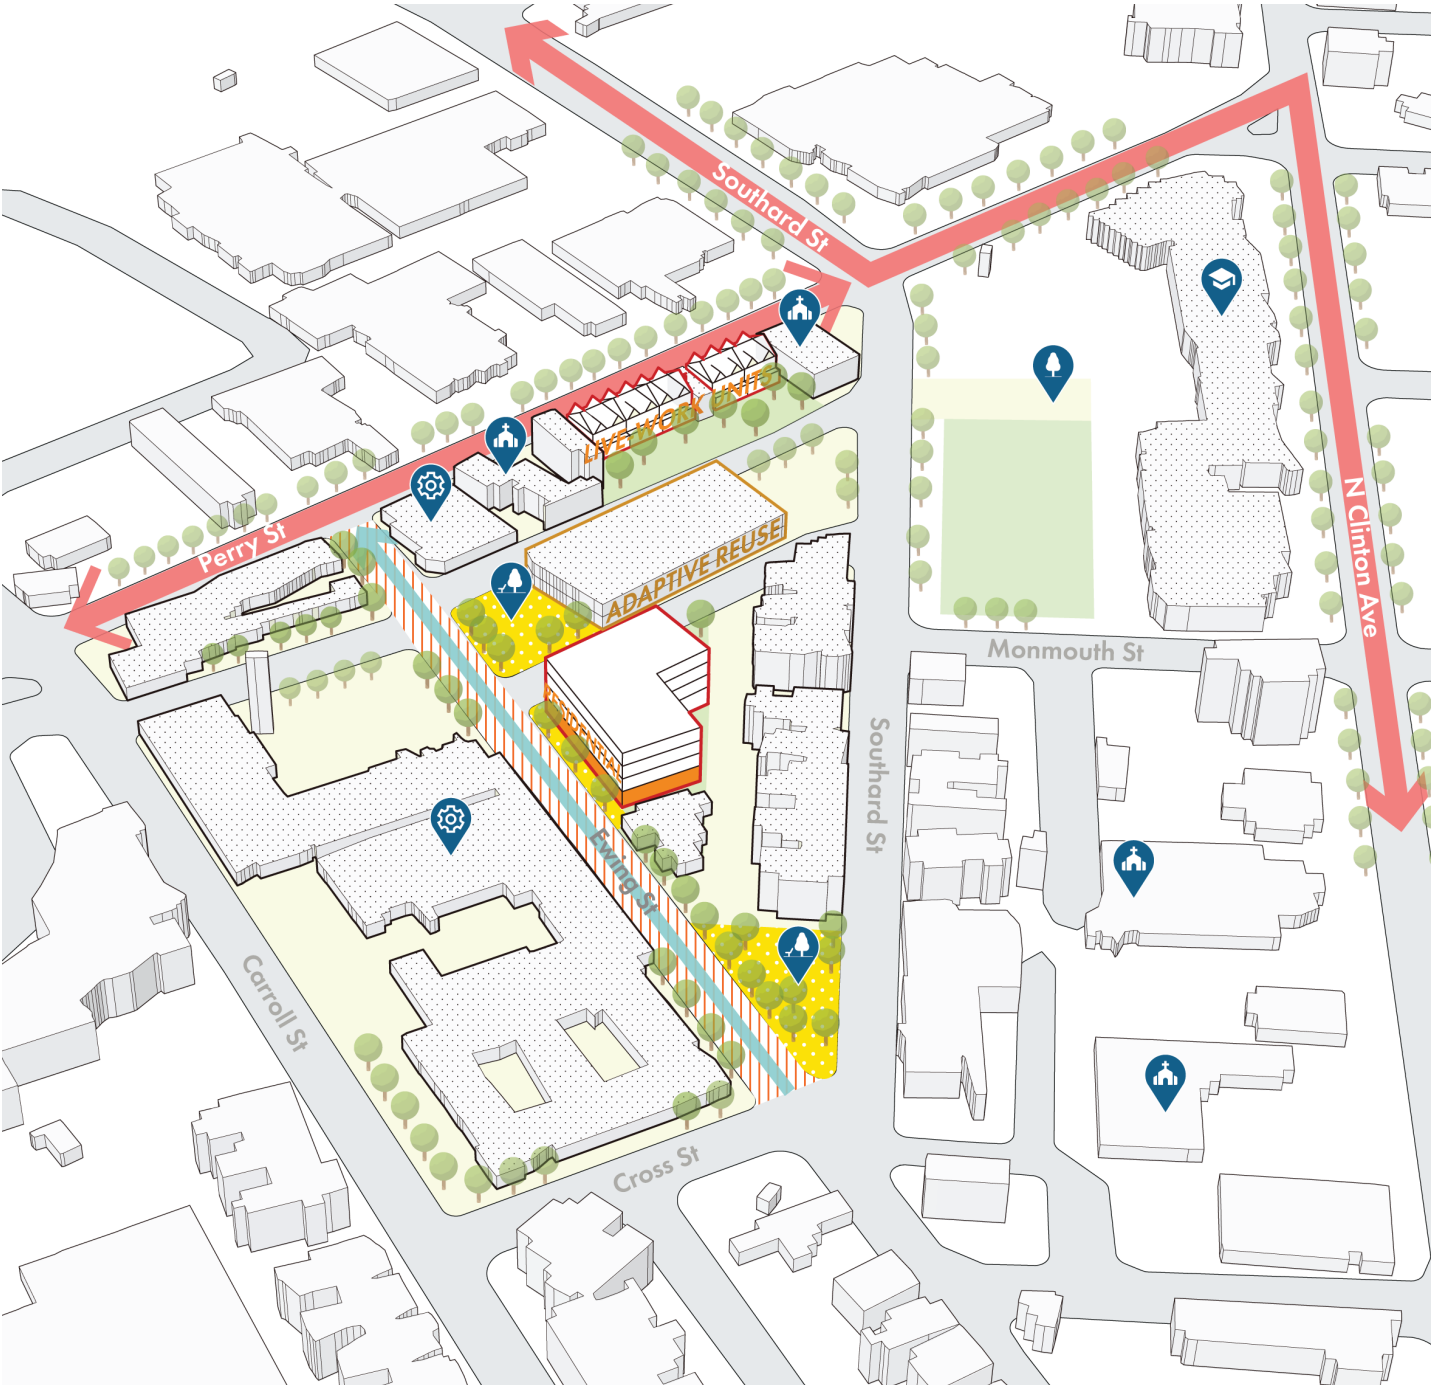 Southard St
LIVE-WORK UNITS
Perry St
N Clinton Ave
ADAPTIVE REUSE
Monmouth St
RESIDENTIAL
Southard St
Ewing St
Carroll St
Cross St